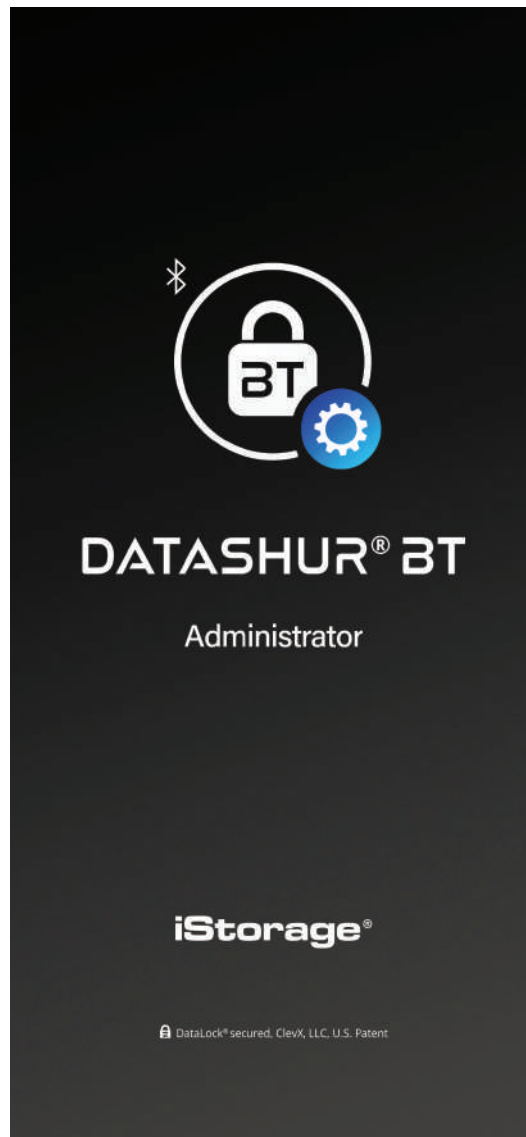 BT
DATASHUR® BT
Administrator
iStorage®
DataLock® secured, ClevX, LLC, U.S. Patent